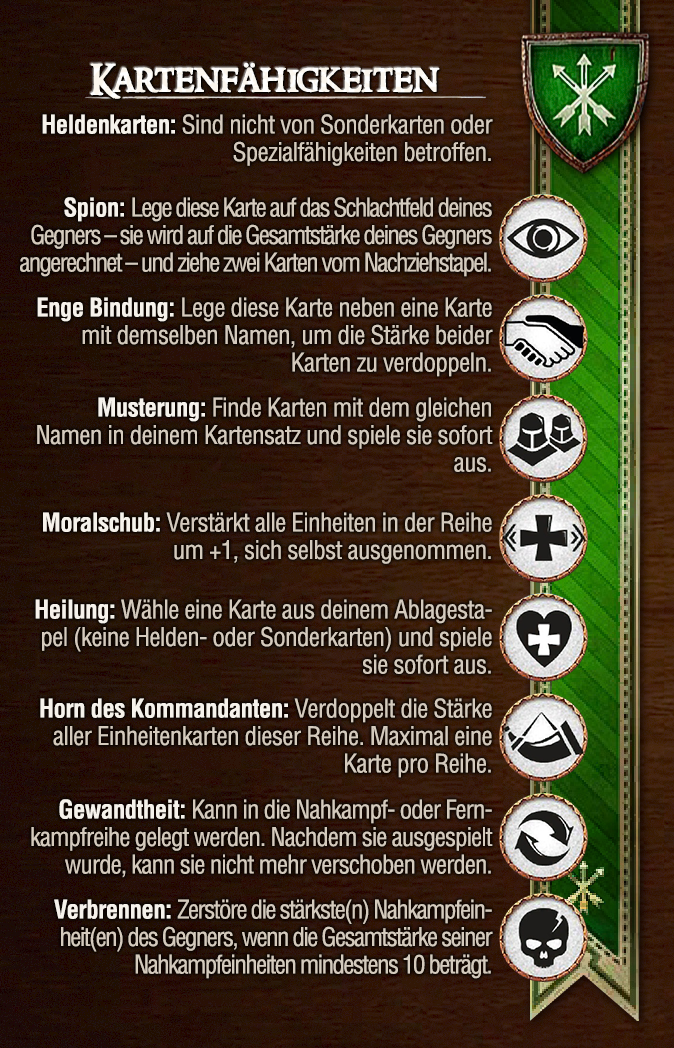 KARTENFÄHIGKEITEN
Heldenkarten: Sind nicht von Sonderkarten oder
Spezialfähigkeiten betroffen.
Spion: Lege diese Karte auf das Schlachtfeld deines
Gegners – sie wird auf die Gesamtstärke deines Gegners
angerechnet – und ziehe zwei Karten vom Nachziehstapel.
Enge Bindung: Lege diese Karte neben eine Karte
mit demselben Namen, um die Stärke beider
Karten zu verdoppeln.
Musterung: Finde Karten mit dem gleichen
Namen in deinem Kartensatz und spiele sie sofort
aus.
Moralschub: Verstärkt alle Einheiten in der Reihe
um +1, sich selbst ausgenommen.
Heilung: Wähle eine Karte aus deinem Ablagesta-
pel (keine Helden- oder Sonderkarten) und spiele
sie sofort aus.
Horn des Kommandanten: Verdoppelt die Stärke
aller Einheitenkarten dieser Reihe. Maximal eine
Karte pro Reihe.
Gewandtheit: Kann in die Nahkampf- oder Fern-
kampfreihe gelegt werden. Nachdem sie ausgespielt
wurde, kann sie nicht mehr verschoben werden.
Verbrennen: Zerstöre die stärkste(n) Nahkampfein-
heit(en) des Gegners, wenn die Gesamtstärke seiner
Nahkampfeinheiten mindestens 10 beträgt.